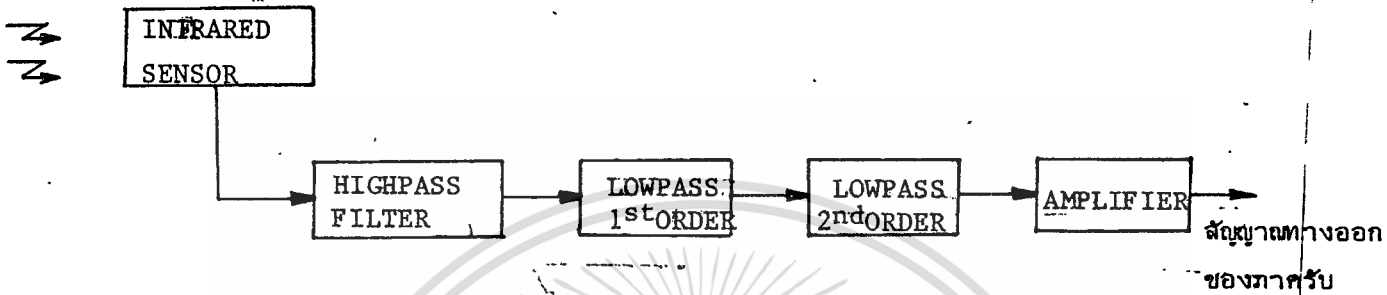 INFRARED
SENSOR
HIGHPASS
FILTER
LOWPASS
1st ORDER
LOWPASS
2nd ORDER
AMPLIFIER
สัญญาณทางออก
ของภาครับ